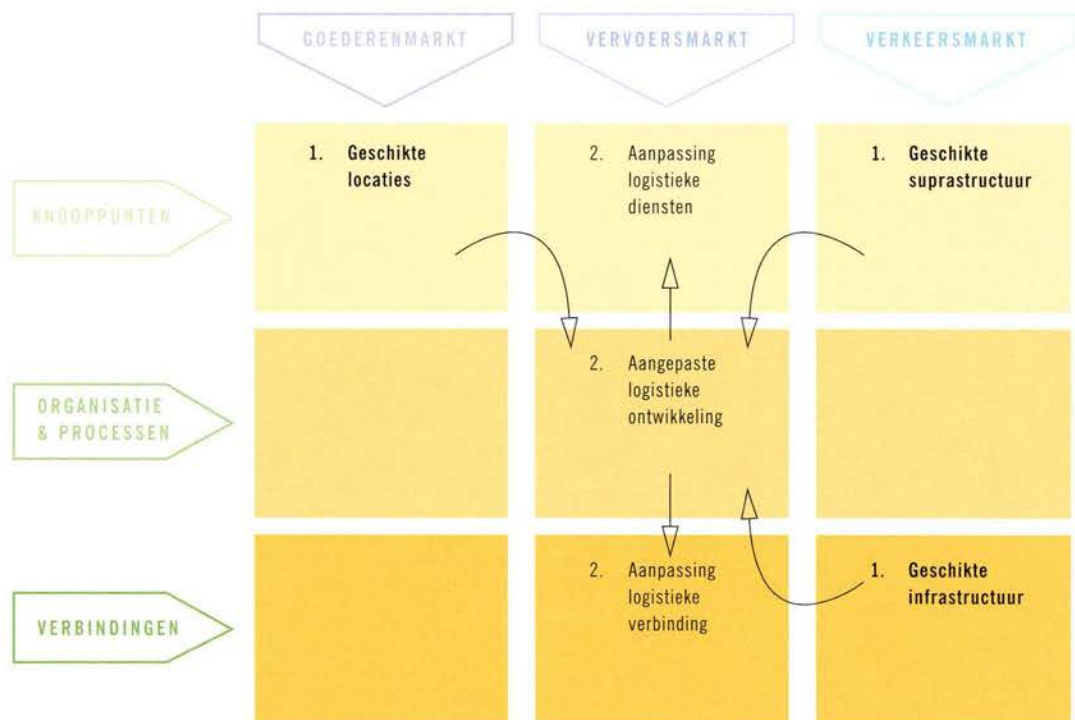 GOEDERENMARKT
VERVOERSMARKT
VERKEERSMARKT
KNOOPPUNTEN
1. Geschikte
locaties
2. Aanpassing
logistieke
diensten
1. Geschikte
suprastructuur
ORGANISATIE
& PROCESSEN
2. Aangepaste
logistieke
ontwikkeling
VERBINDINGEN
2. Aanpassing
logistieke
verbinding
1. Geschikte
infrastructuur